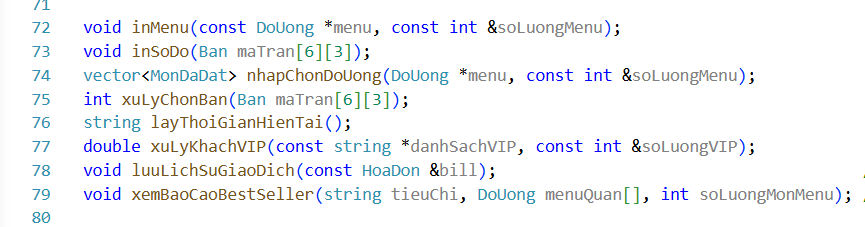 71
72 void inMenu(const DoUong *menu, const int &soLuongMenu);
73 void inSoDo(Ban maTran[6][3]);
74 vector<MonDaDat> nhapChonDoUong(DoUong *menu, const int &soLuongMenu);
75 int xuLyChonBan(Ban maTran[6][3]);
76 string layThoiGianHienTai();
77 double xuLyKhachVIP(const string *danhSachVIP, const int &soLuongVIP);
78 void luuLichSuGiaoDich(const HoaDon &bill);
79 void xemBaoCaoBestSeller(string tieuChi, DoUong menuQuan[], int soLuongMonMenu);
80